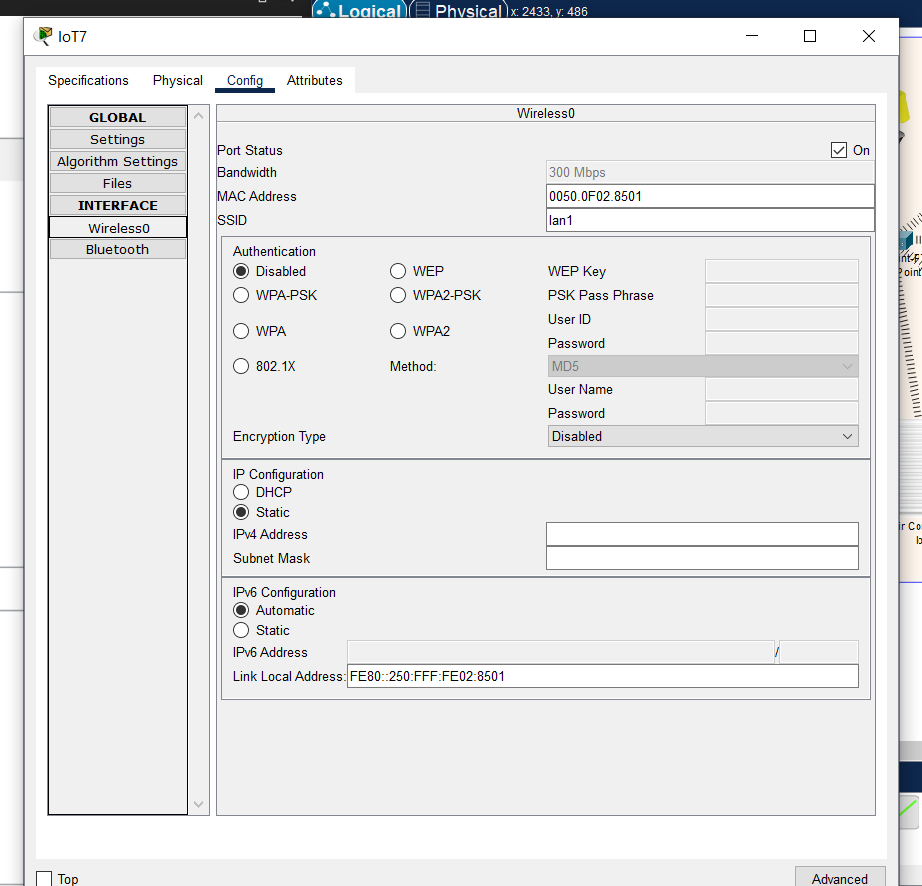 Logical Physical x: 2433, y: 486
IoT7
Specifications Physical Config Attributes
GLOBAL
Settings
Algorithm Settings
Files
INTERFACE
Wireless0
Bluetooth
Wireless0
Port Status On
Bandwidth 300 Mbps
MAC Address 0050.0F02.8501
SSID lan1
Authentication
Disabled WEP WEP Key
WPA-PSK WPA2-PSK PSK Pass Phrase
User ID
WPA WPA2
Password
802.1X Method: MD5
User Name
Password
Encryption Type Disabled
IP Configuration
DHCP
Static
IPv4 Address
Subnet Mask
IPv6 Configuration
Automatic
Static
IPv6 Address /
Link Local Address: FE80::250:FFF:FE02:8501
Top Advanced